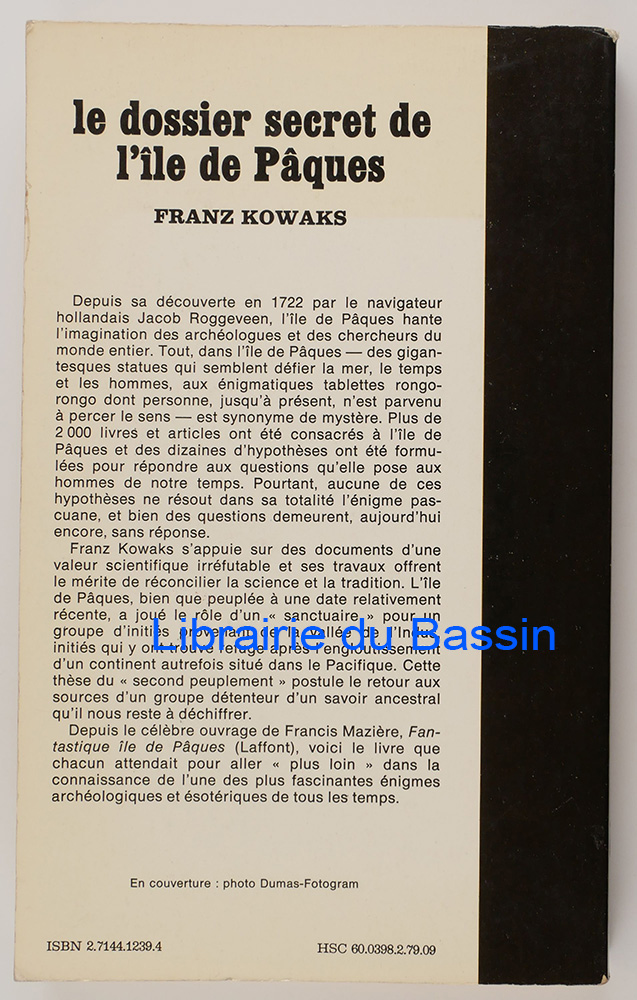 le dossier secret de
l'île de Pâques
FRANZ KOWAKS
Depuis sa découverte en 1722 par le navigateur
hollandais Jacob Roggeveen, l'île de Pâques hante
l'imagination des archéologues et des chercheurs du
monde entier. Tout, dans l'île de Pâques — des gigan-
tesques statues qui semblent défier la mer, le temps
et les hommes, aux énigmatiques tablettes rongo-
rongo dont personne, jusqu'à présent, n'est parvenu
à percer le sens — est synonyme de mystère. Plus de
2 000 livres et articles ont été consacrés à l'île de
Pâques et des dizaines d'hypothèses ont été formu-
lées pour répondre aux questions qu'elle pose aux
hommes de notre temps. Pourtant, aucune de ces
hypothèses ne résout dans sa totalité l'énigme pas-
cuane, et bien des questions demeurent, aujourd'hui
encore, sans réponse.
Franz Kowaks s'appuie sur des documents d'une
valeur scientifique irréfutable et ses travaux offrent
le mérite de réconcilier la science et la tradition. L'île
de Pâques, bien que peuplée à une date relativement
récente, a joué le rôle d'un « sanctuaire » pour un
groupe d'initiés provenant de la vallée de l'Indus,
initiés qui y ont trouvé refuge après l'engloutissement
d'un continent autrefois situé dans le Pacifique. Cette
thèse du « second peuplement » postule le retour aux
sources d'un groupe détenteur d'un savoir ancestral
qu'il nous reste à déchiffrer.
Depuis le célèbre ouvrage de Francis Mazière, Fan-
tastique île de Pâques (Laffont), voici le livre que
chacun attendait pour aller « plus loin » dans la
connaissance de l'une des plus fascinantes énigmes
archéologiques et ésotériques de tous les temps.
Librairie du Bassin
En couverture : photo Dumas-Fotogram
ISBN 2.7144.1239.4
HSC 60.0398.2.79.09